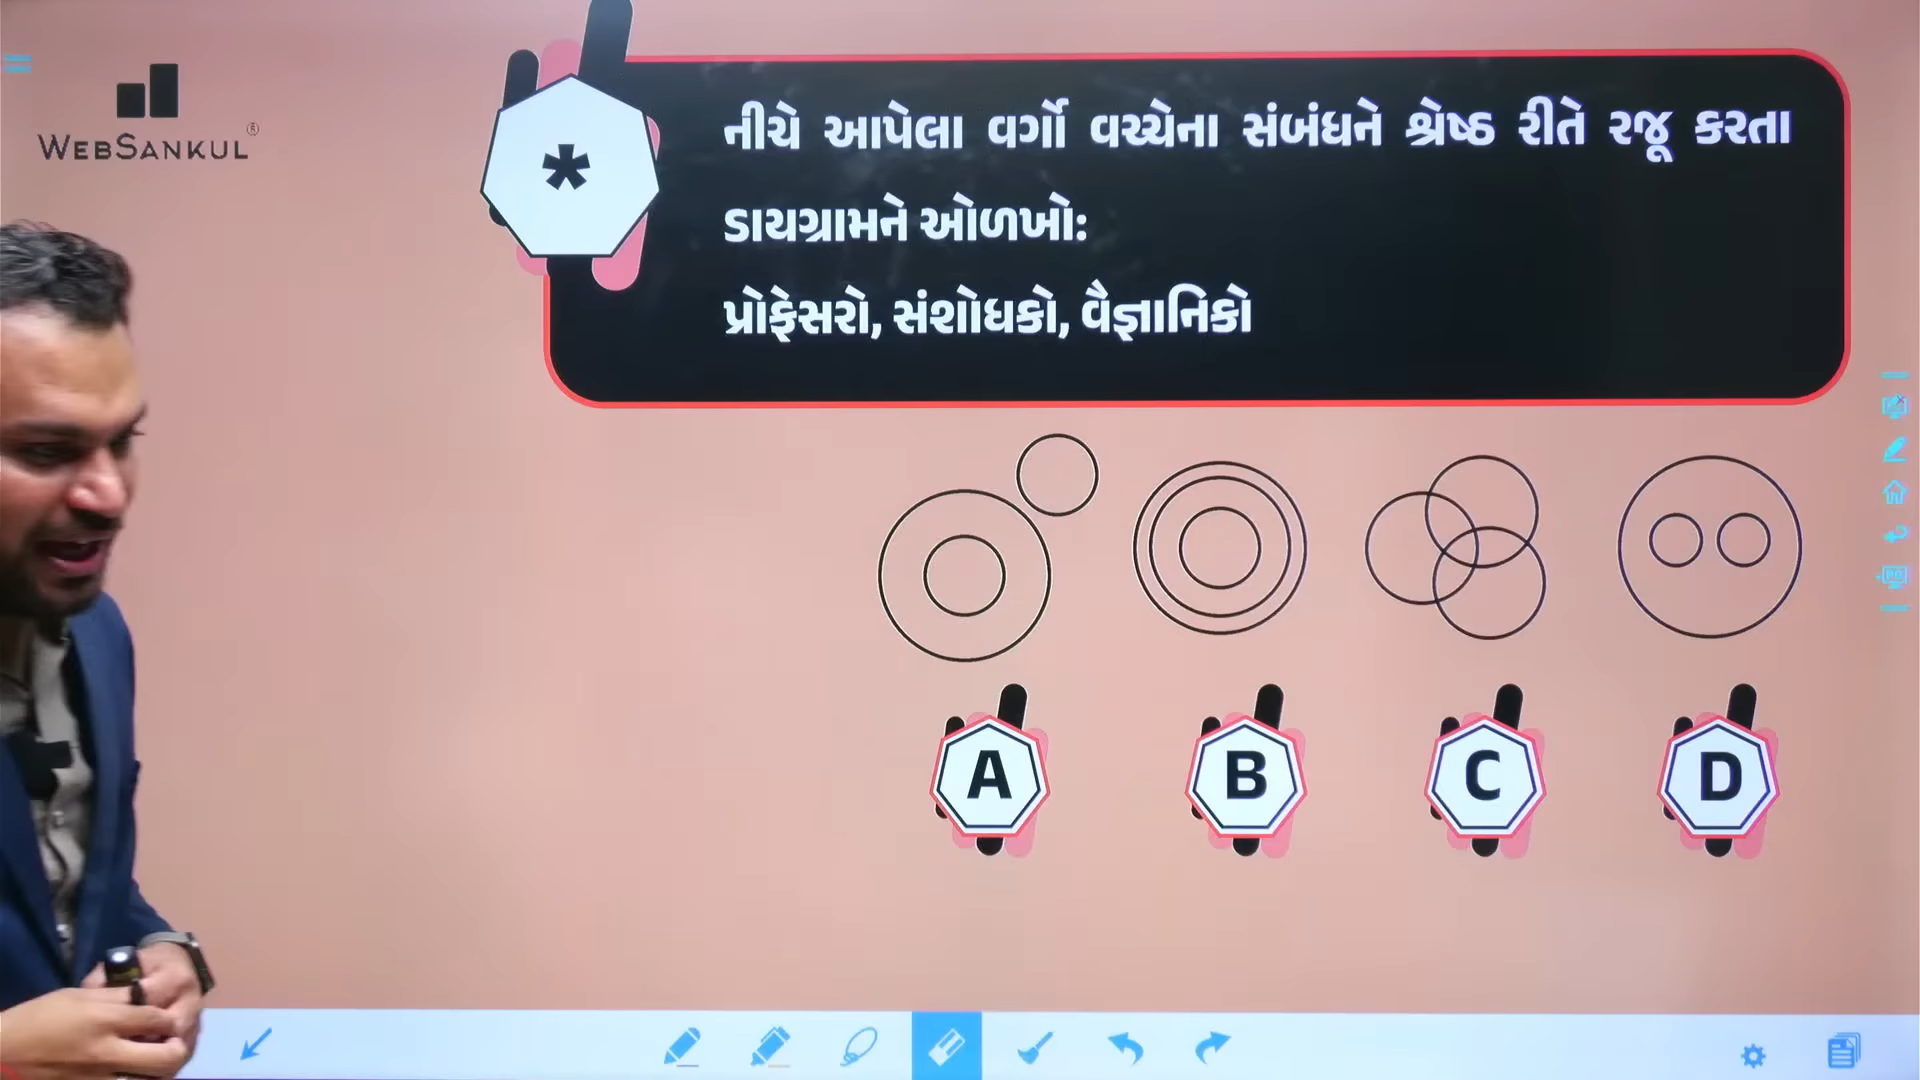 WEBSANKUL®
*
નીચે આપેલા વર્ગો વચ્ચેના સંબંધને શ્રેષ્ઠ રીતે રજૂ કરતા
ડાયગ્રામને ઓળખો:
પ્રોફેસરો, સંશોધકો, વૈજ્ઞાનિકો
A
B
C
D